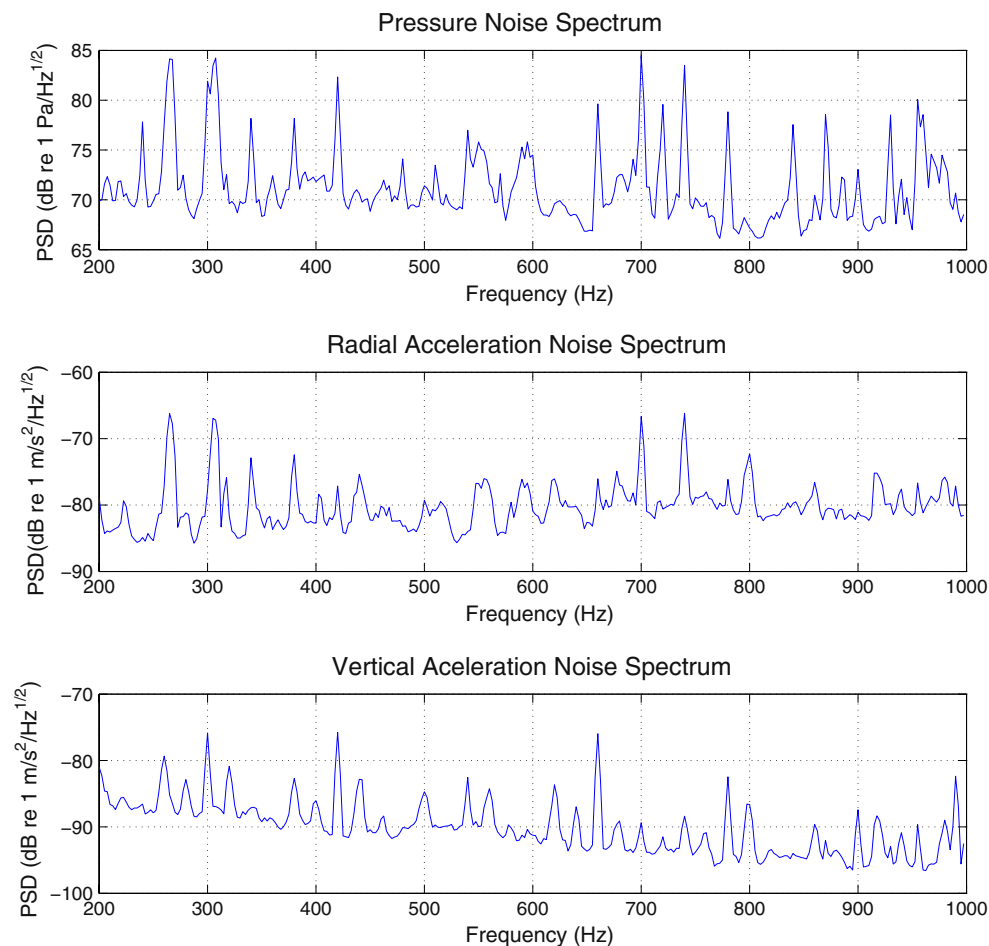 Pressure Noise Spectrum
PSD (dB re 1 Pa/Hz^1/2)
85
80
75
70
65
200 300 400 500 600 700 800 900 1000
Frequency (Hz)
Radial Acceleration Noise Spectrum
PSD(dB re 1 m/s²/Hz^1/2)
−60
−70
−80
−90
200 300 400 500 600 700 800 900 1000
Frequency (Hz)
Vertical Aceleration Noise Spectrum
PSD (dB re 1 m/s²/Hz^1/2)
−70
−80
−90
−100
200 300 400 500 600 700 800 900 1000
Frequency (Hz)